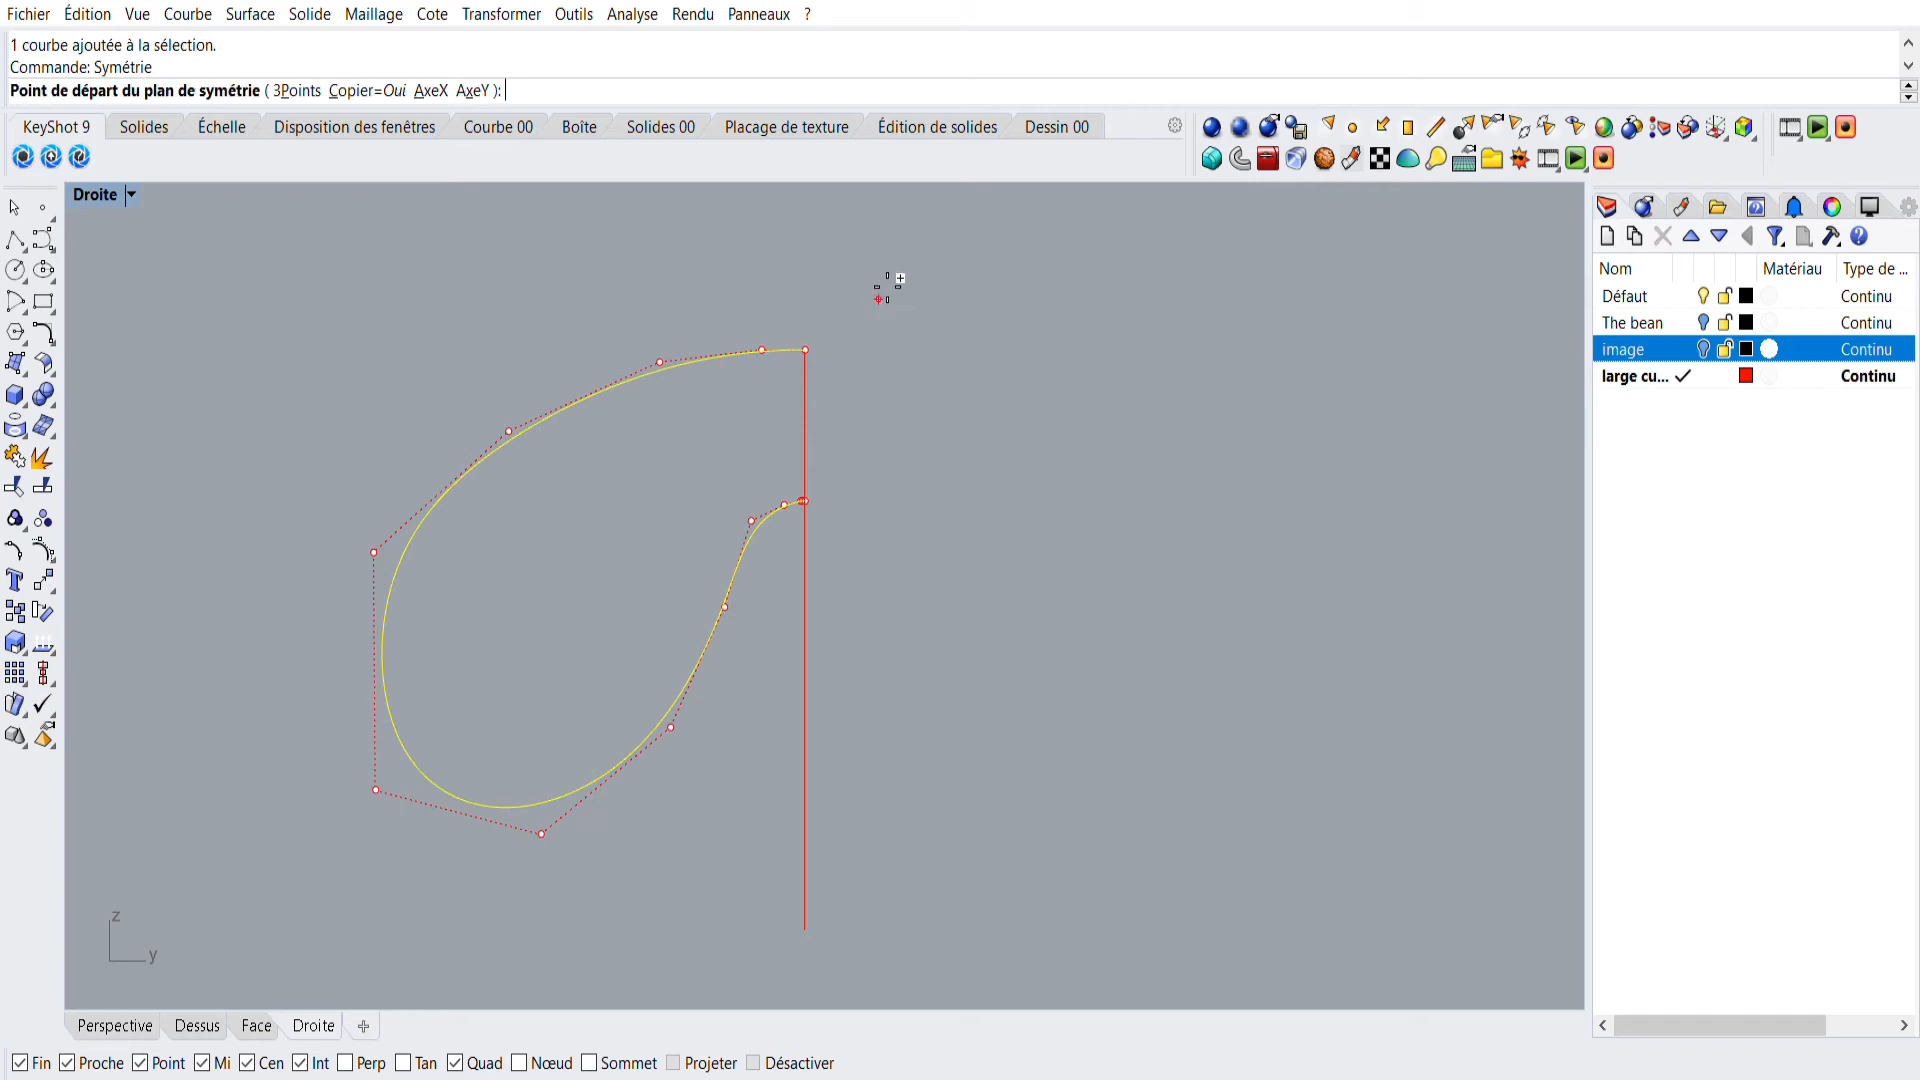 Fichier Édition Vue Courbe Surface Solide Maillage Cote Transformer Outils Analyse Rendu Panneaux ?
1 courbe ajoutée à la sélection.
Commande: Symétrie
Point de départ du plan de symétrie ( 3Points Copier=Oui AxeX AxeY ):
KeyShot 9 Solides Échelle Disposition des fenêtres Courbe 00 Boîte Solides 00 Placage de texture Édition de solides Dessin 00
Droite
Nom Matériau Type de ...
Défaut Continu
The bean Continu
image Continu
large cu... Continu
z
y
Perspective Dessus Face Droite
Fin Proche Point Mi Cen Int Perp Tan Quad Nœud Sommet Projeter Désactiver